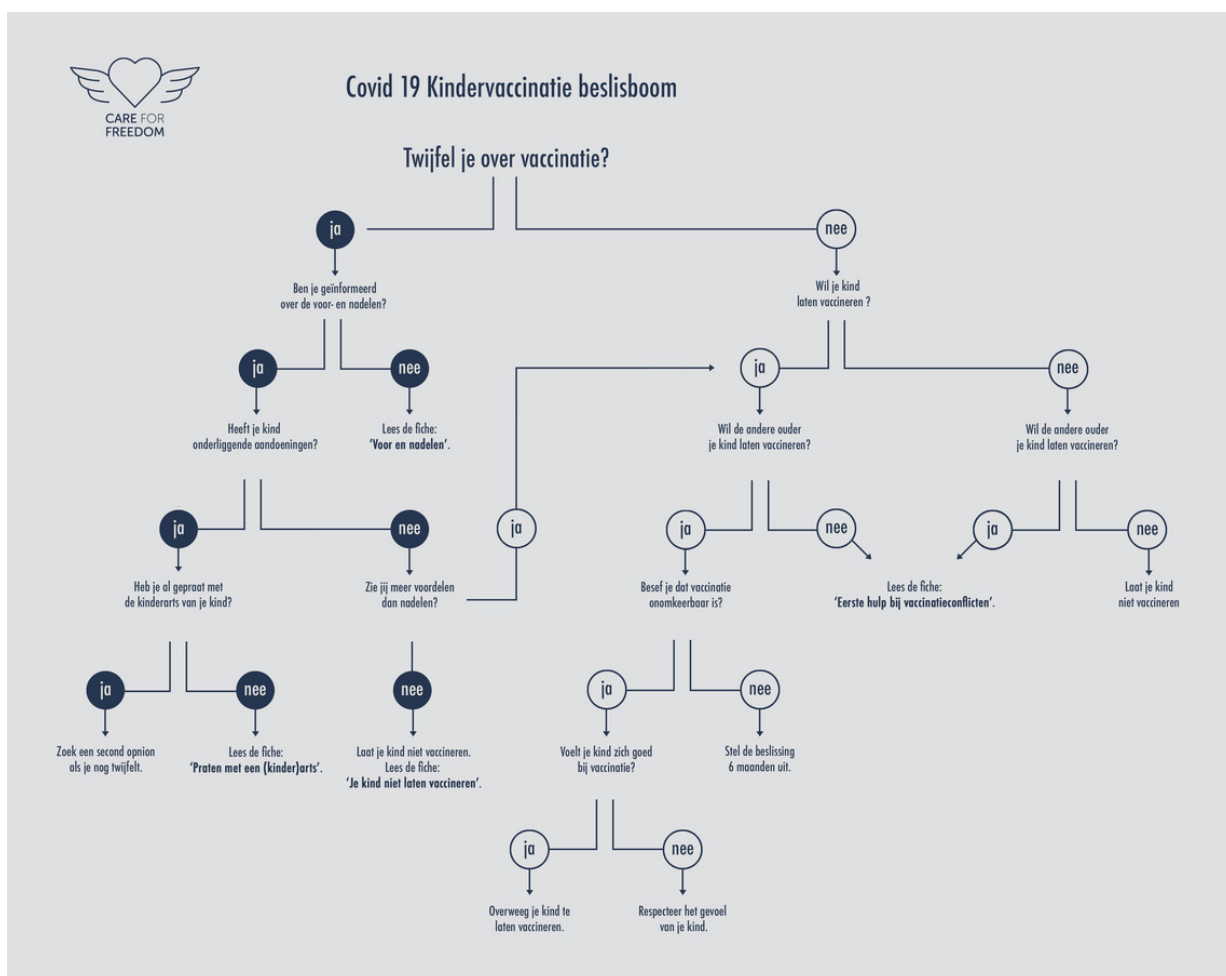 CARE FOR
FREEDOM
Covid 19 Kindervaccinatie beslisboom
Twijfel je over vaccinatie?
ja
nee
Ben je geïnformeerd
over de voor- en nadelen?
Wil je kind
laten vaccineren ?
ja
nee
ja
nee
Heeft je kind
onderliggende aandoeningen?
Lees de fiche:
‘Voor en nadelen’.
Wil de andere ouder
je kind laten vaccineren?
Wil de andere ouder
je kind laten vaccineren?
ja
nee
ja
ja
nee
ja
nee
Heb je al gepraat met
de kinderarts van je kind?
Zie jij meer voordelen
dan nadelen?
Besef je dat vaccinatie
onomkeerbaar is?
Lees de fiche:
‘Eerste hulp bij vaccinatieconflicten’.
Laat je kind
niet vaccineren
ja
nee
nee
ja
nee
Zoek een second opnion
als je nog twijfelt.
Lees de fiche:
‘Praten met een (kinder)arts’.
Laat je kind niet vaccineren.
Lees de fiche:
‘Je kind niet laten vaccineren’.
Voelt je kind zich goed
bij vaccinatie?
Stel de beslissing
6 maanden uit.
ja
nee
Overweeg je kind te
laten vaccineren.
Respecteer het gevoel
van je kind.